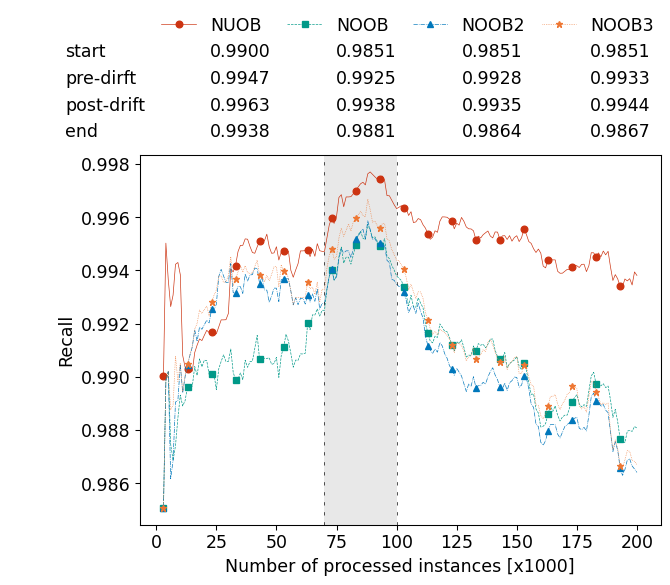 NUOB NOOB NOOB2 NOOB3
start 0.9900 0.9851 0.9851 0.9851
pre-dirft 0.9947 0.9925 0.9928 0.9933
post-drift 0.9963 0.9938 0.9935 0.9944
end 0.9938 0.9881 0.9864 0.9867
0.998
0.996
0.994
0.992
0.990
0.988
0.986
Recall
0 25 50 75 100 125 150 175 200
Number of processed instances [x1000]